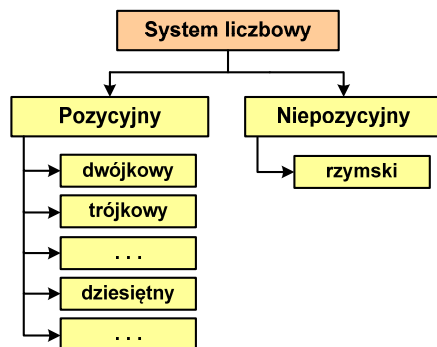 System liczbowy
Pozycyjny
Niepozycyjny
dwójkowy
rzymski
trójkowy
. . .
dziesiętny
. . .